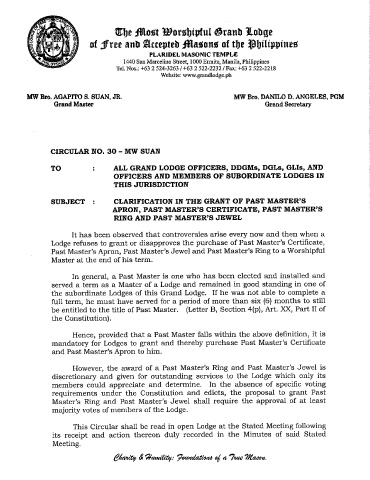 The Most Worshipful Grand Lodge
of Free and Accepted Masons of the Philippines
PLARIDEL MASONIC TEMPLE
1440 San Marcelino Street, 1000 Ermita, Manila, Philippines
Tel. Nos.: +63 2 524-3263 / +63 2 522-2232 / Fax: +63 2 522-2218
Website: www.grandlodge.ph
MW Bro. AGAPITO S. SUAN, JR.
Grand Master
MW Bro. DANILO D. ANGELES, PGM
Grand Secretary
CIRCULAR NO. 30 – MW SUAN
TO : ALL GRAND LODGE OFFICERS, DDGMs, DGLs, GLIs, AND
OFFICERS AND MEMBERS OF SUBORDINATE LODGES IN
THIS JURISDICTION
SUBJECT : CLARIFICATION IN THE GRANT OF PAST MASTER'S
APRON, PAST MASTER'S CERTIFICATE, PAST MASTER'S
RING AND PAST MASTER'S JEWEL
It has been observed that controversies arise every now and then when a
Lodge refuses to grant or disapproves the purchase of Past Master's Certificate,
Past Master's Apron, Past Master's Jewel and Past Master's Ring to a Worshipful
Master at the end of his term.
In general, a Past Master is one who has been elected and installed and
served a term as a Master of a Lodge and remained in good standing in one of
the subordinate Lodges of this Grand Lodge. If he was not able to complete a
full term, he must have served for a period of more than six (6) months to still
be entitled to the title of Past Master. (Letter B, Section 4(p), Art. XX, Part II of
the Constitution).
Hence, provided that a Past Master falls within the above definition, it is
mandatory for Lodges to grant and thereby purchase Past Master's Certificate
and Past Master's Apron to him.
However, the award of a Past Master's Ring and Past Master's Jewel is
discretionary and given for outstanding services to the Lodge which only its
members could appreciate and determine. In the absence of specific voting
requirements under the Constitution and edicts, the proposal to grant Past
Master's Ring and Past Master's Jewel shall require the approval of at least
majority votes of members of the Lodge.
This Circular shall be read in open Lodge at the Stated Meeting following
its receipt and action thereon duly recorded in the Minutes of said Stated
Meeting.
Charity & Humility: Foundations of a True Mason.